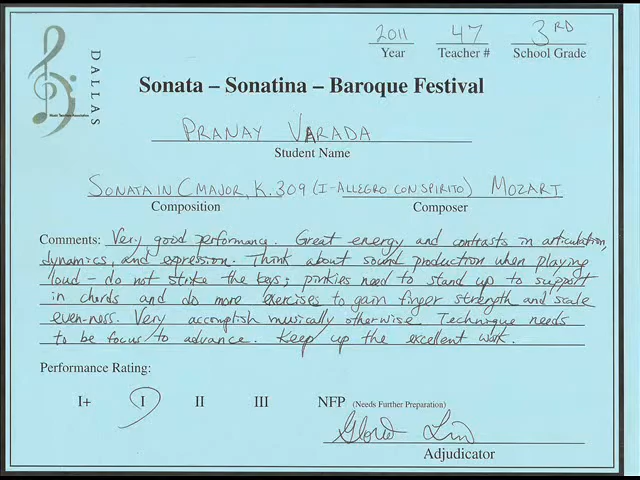 2011 47 3RD
Year Teacher # School Grade
DALLAS
Music Teachers Association
Sonata – Sonatina – Baroque Festival
PRANAY VARADA
Student Name
SONATA IN C MAJOR, K. 309 (I - ALLEGRO CON SPIRITO) MOZART
Composition Composer
Comments: Very good performance. Great energy and contrasts in articulation,
dynamics, and expression. Think about sound production when playing
loud - do not strike the keys; pinkies need to stand up to support
in chords and do more exercises to gain finger strength and scale
even-ness. Very accomplish musically otherwise. Technique needs
to be focus to advance. Keep up the excellent work.
Performance Rating:
I+ I II III NFP (Needs Further Preparation)
Adjudicator